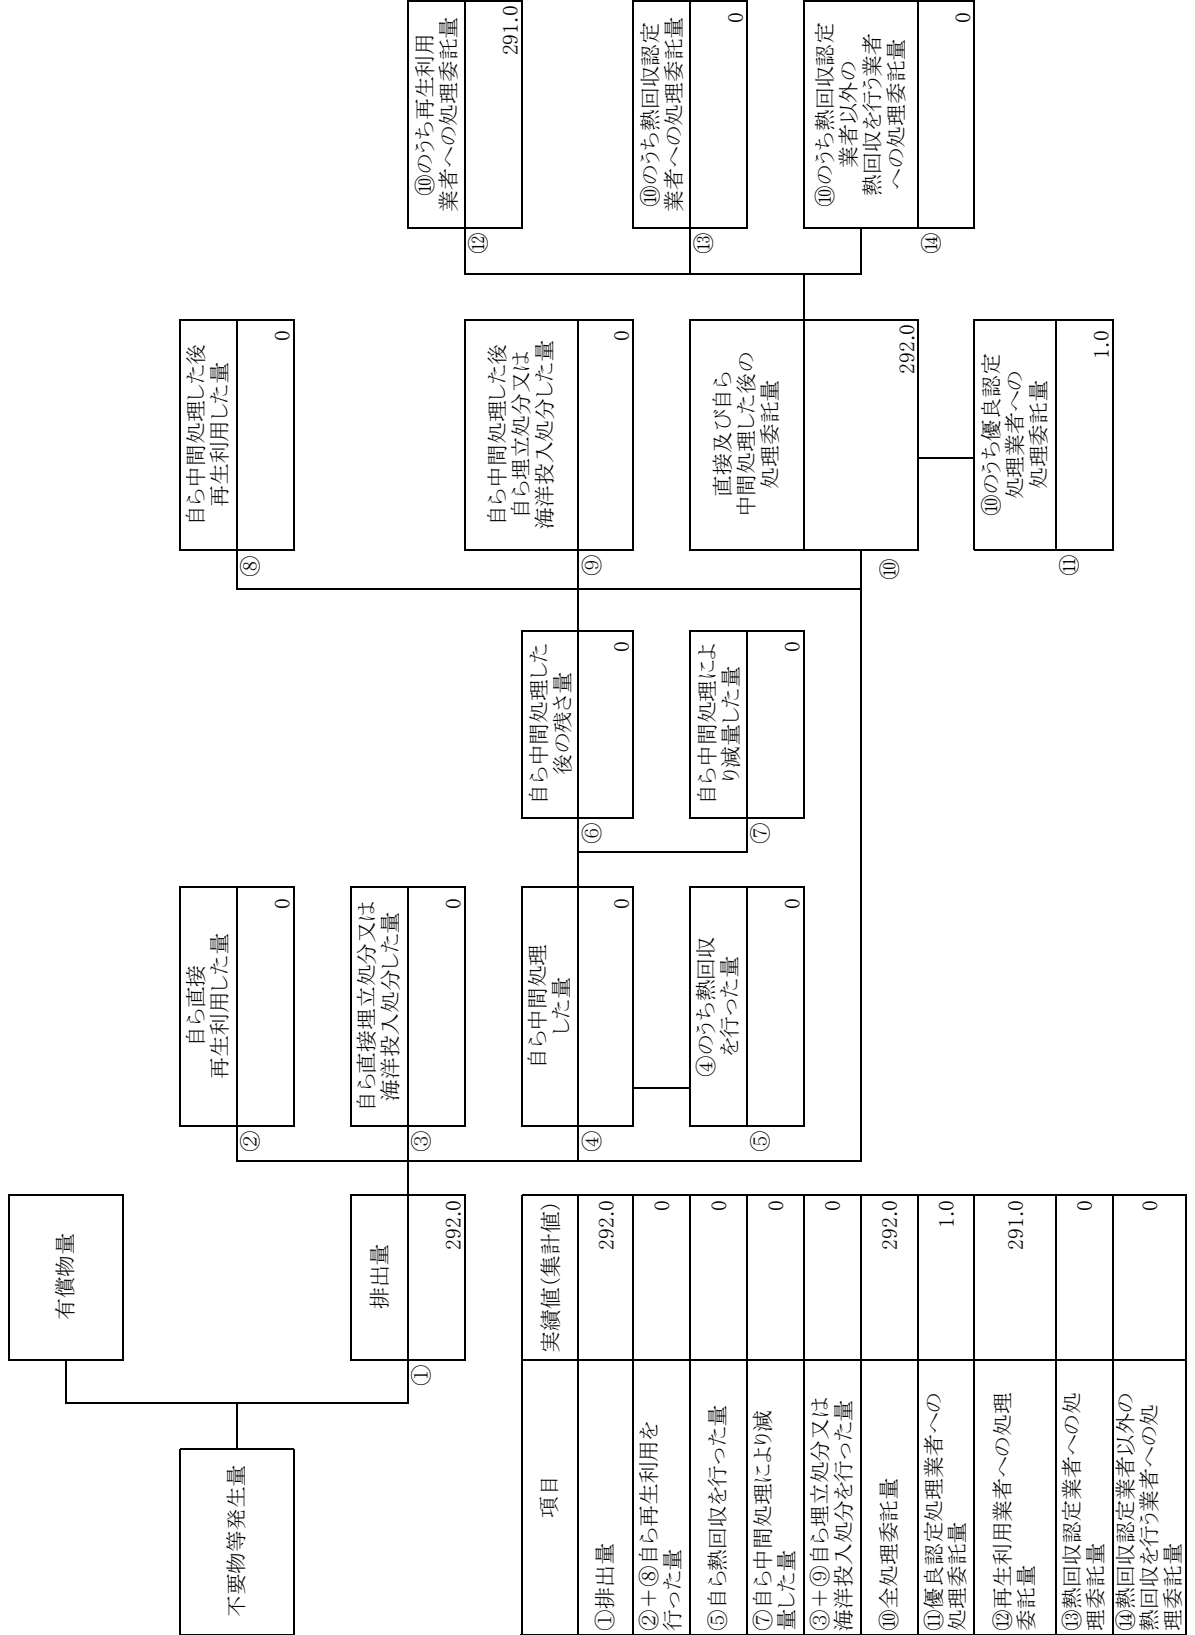 不要物等発生量
有償物量
①
排出量
292.0
②
自ら直接
再生利用した量
0
③
自ら直接埋立処分又は
海洋投入処分した量
0
④
自ら中間処理
した量
0
⑤
④のうち熱回収
を行った量
0
⑥
自ら中間処理した
後の残さ量
0
⑦
自ら中間処理によ
り減量した量
0
⑧
自ら中間処理した後
再生利用した量
0
⑨
自ら中間処理した後
自ら埋立処分又は
海洋投入処分した量
0
⑩
直接及び自ら
中間処理した後の
処理委託量
292.0
⑪
⑩のうち優良認定
処理業者への
処理委託量
1.0
⑫
⑩のうち再生利用
業者への処理委託量
291.0
⑬
⑩のうち熱回収認定
業者への処理委託量
0
⑭
⑩のうち熱回収認定
業者以外の
熱回収を行う業者
への処理委託量
0
項目
実績値(集計値)
①排出量
292.0
②+⑧自ら再生利用を
行った量
0
⑤自ら熱回収を行った量
0
⑦自ら中間処理により減
量した量
0
③+⑨自ら埋立処分又は
海洋投入処分を行った量
0
⑩全処理委託量
292.0
⑪優良認定処理業者への
処理委託量
1.0
⑫再生利用業者への処理
委託量
291.0
⑬熱回収認定業者への処
理委託量
0
⑭熱回収認定業者以外の
熱回収を行う業者への処
理委託量
0